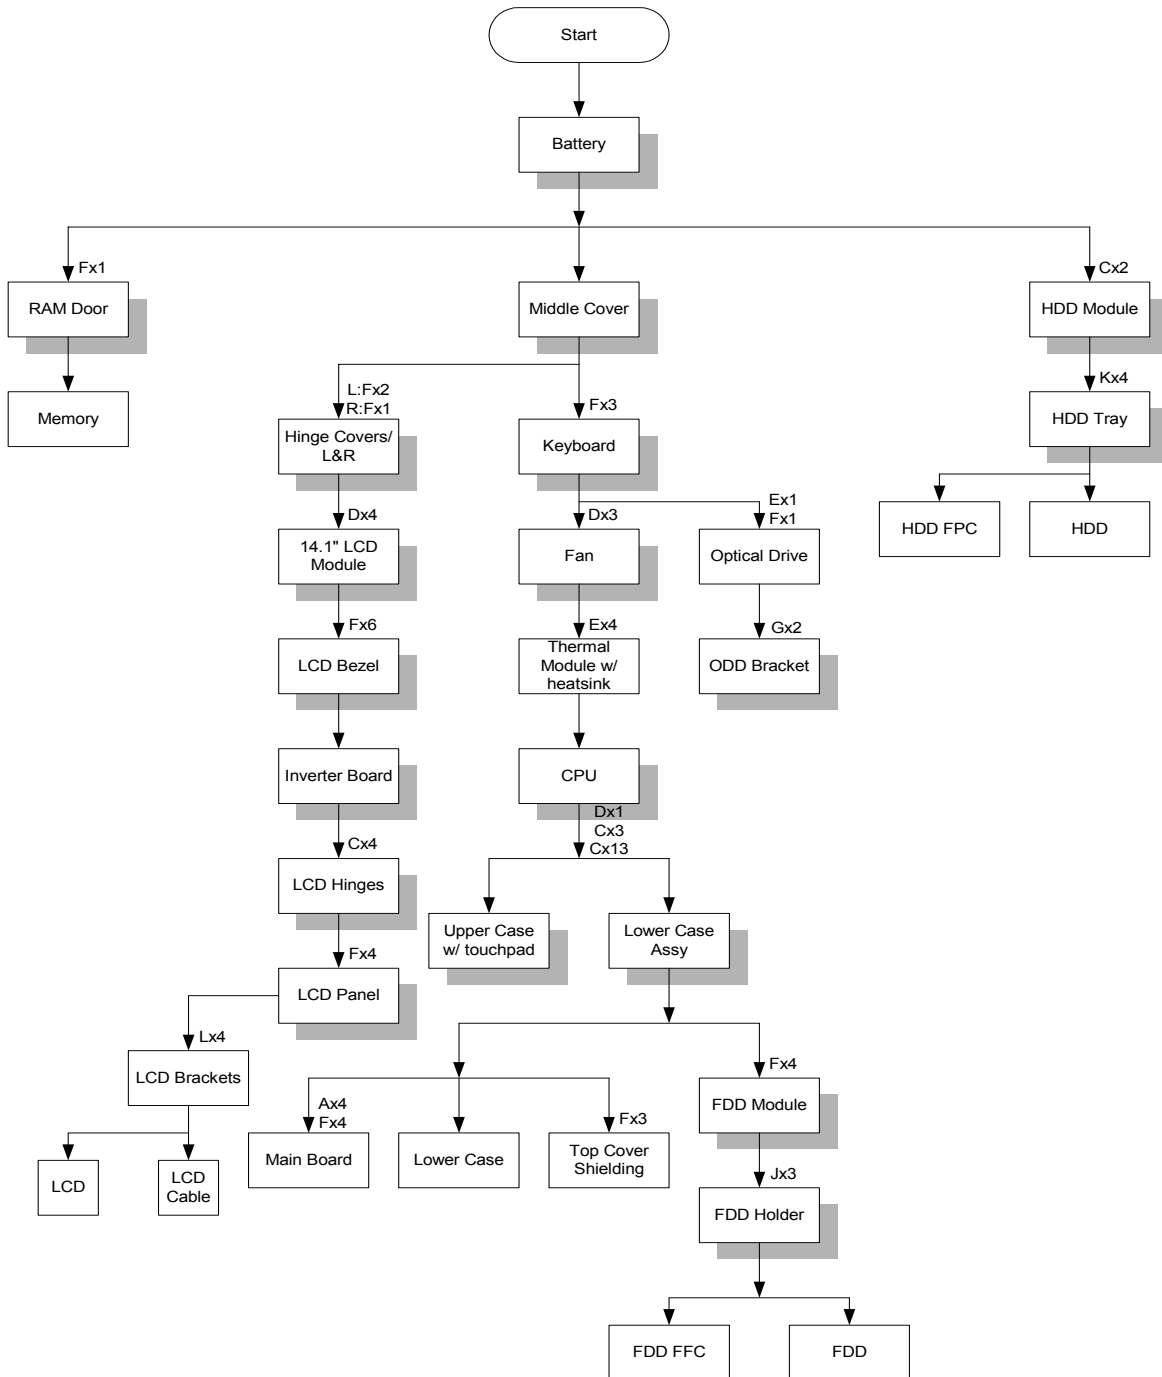 Start
Battery
Fx1
Cx2
RAM Door
Middle Cover
HDD Module
L:Fx2
R:Fx1
Fx3
Kx4
Memory
Hinge Covers/
L&R
Keyboard
HDD Tray
Dx4
Dx3
Ex1
Fx1
14.1" LCD
Module
Fan
Optical Drive
HDD FPC
HDD
Fx6
Ex4
Gx2
LCD Bezel
Thermal
Module w/
heatsink
ODD Bracket
Inverter Board
CPU
Dx1
Cx3
Cx13
Cx4
LCD Hinges
Upper Case
w/ touchpad
Lower Case
Assy
Fx4
LCD Panel
Lx4
Fx4
LCD Brackets
FDD Module
Ax4
Fx4
Fx3
Main Board
Lower Case
Top Cover
Shielding
LCD
LCD
Cable
Jx3
FDD Holder
FDD FFC
FDD